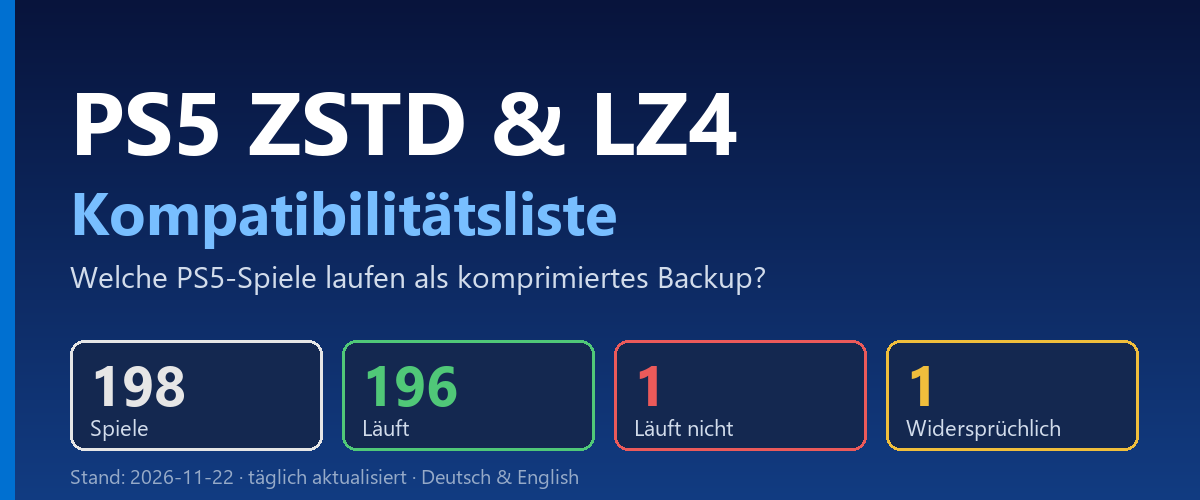 PS5 ZSTD & LZ4
Kompatibilitätsliste
Welche PS5-Spiele laufen als komprimiertes Backup?
198
Spiele
196
Läuft
1
Läuft nicht
1
Widersprüchlich
Stand: 2026-11-22 · täglich aktualisiert · Deutsch & English